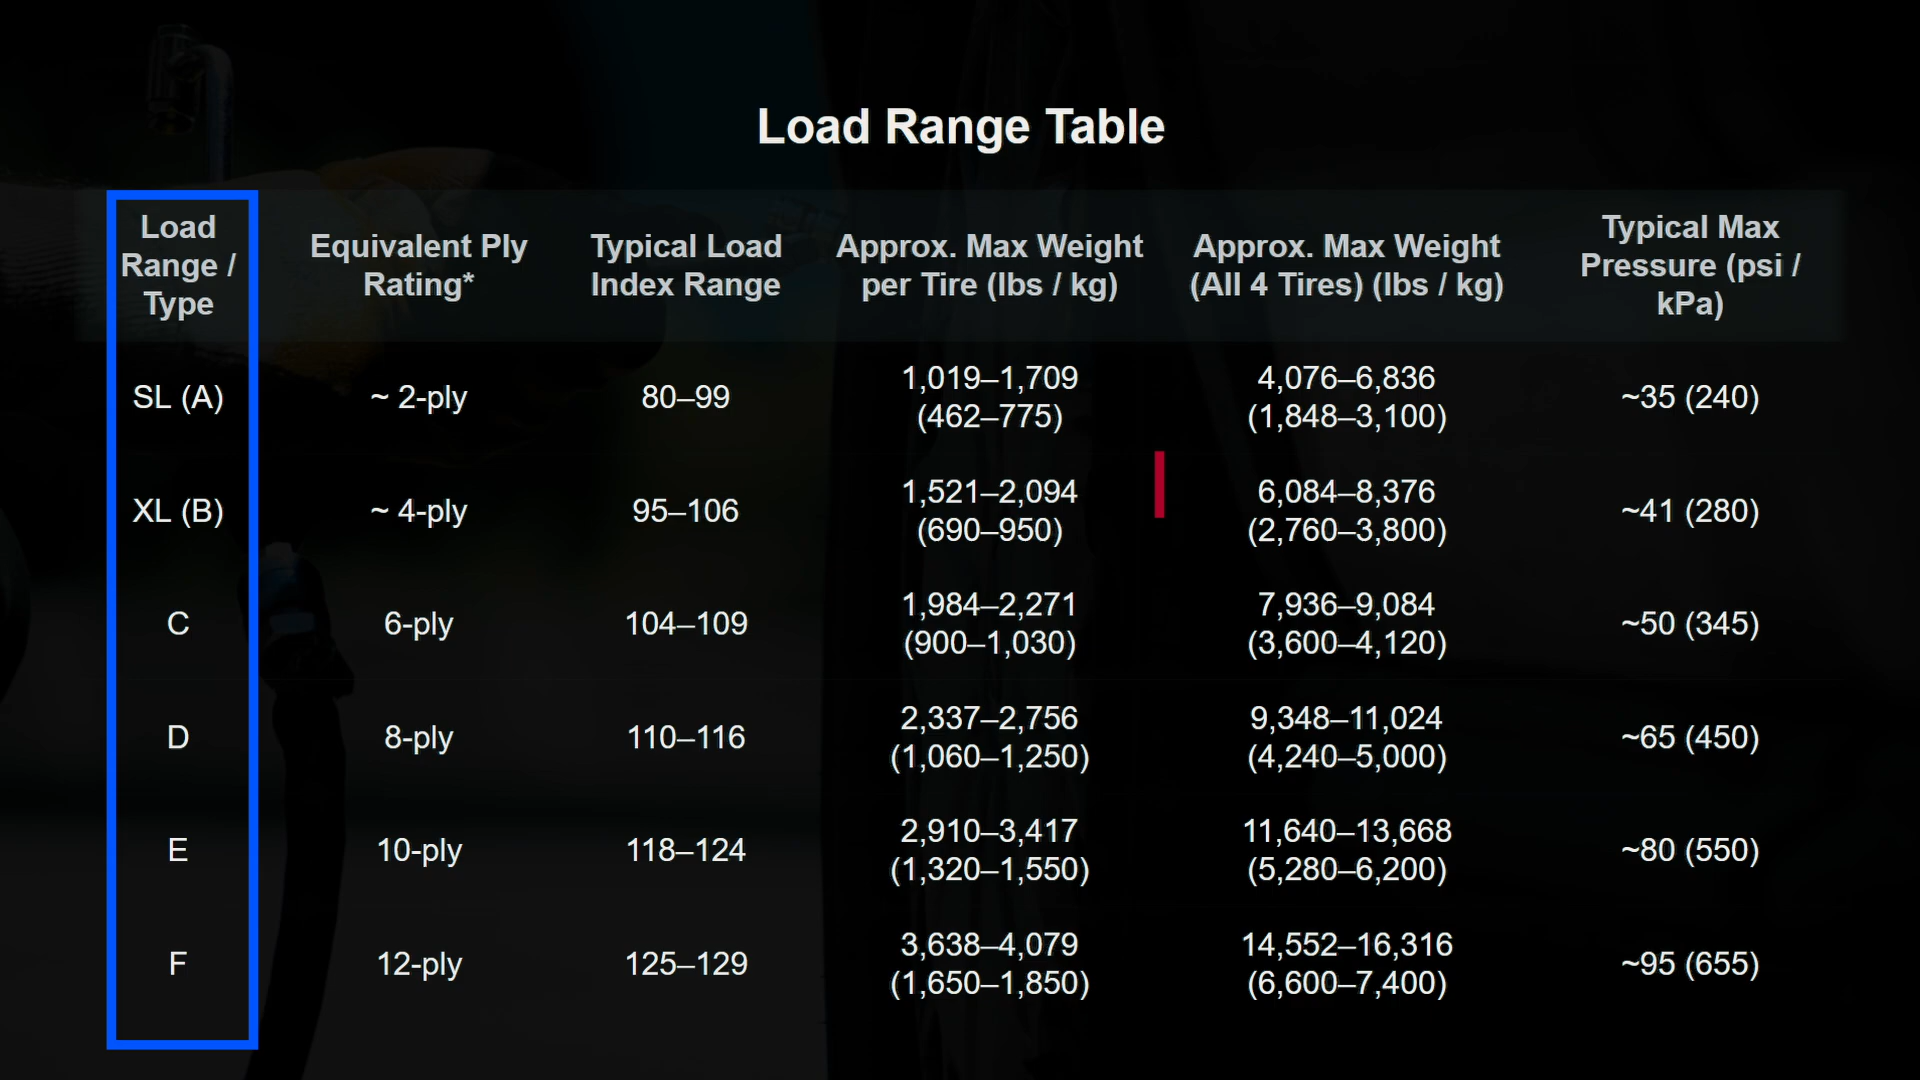 Load Range Table
Load
Range /
Type
Equivalent Ply
Rating*
Typical Load
Index Range
Approx. Max Weight
per Tire (lbs / kg)
Approx. Max Weight
(All 4 Tires) (lbs / kg)
Typical Max
Pressure (psi /
kPa)
SL (A)
~ 2-ply
80–99
1,019–1,709
(462–775)
4,076–6,836
(1,848–3,100)
~35 (240)
XL (B)
~ 4-ply
95–106
1,521–2,094
(690–950)
6,084–8,376
(2,760–3,800)
~41 (280)
C
6-ply
104–109
1,984–2,271
(900–1,030)
7,936–9,084
(3,600–4,120)
~50 (345)
D
8-ply
110–116
2,337–2,756
(1,060–1,250)
9,348–11,024
(4,240–5,000)
~65 (450)
E
10-ply
118–124
2,910–3,417
(1,320–1,550)
11,640–13,668
(5,280–6,200)
~80 (550)
F
12-ply
125–129
3,638–4,079
(1,650–1,850)
14,552–16,316
(6,600–7,400)
~95 (655)